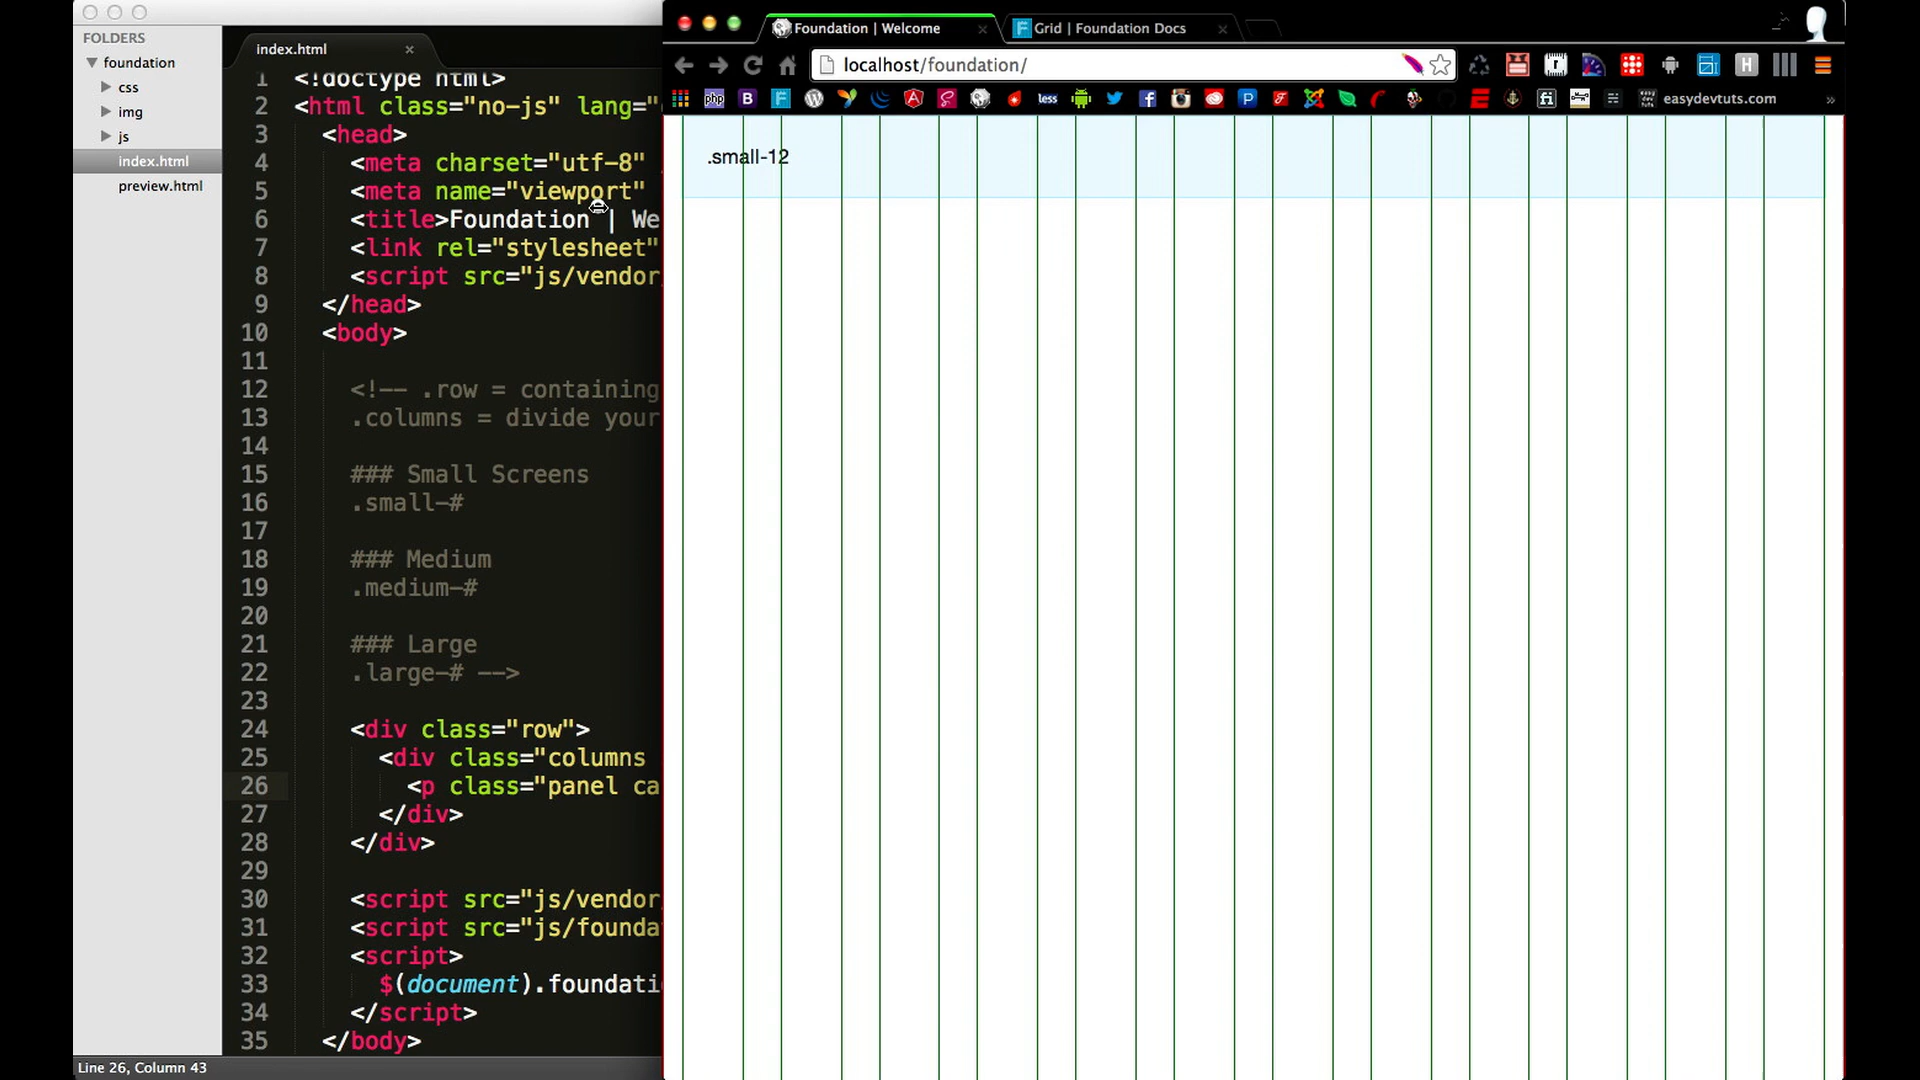 FOLDERS
foundation
css
img
js
index.html
preview.html
index.html
1 <!doctype html>
2 <html class="no-js" lang="
3 <head>
4 <meta charset="utf-8"
5 <meta name="viewport"
6 <title>Foundation | We
7 <link rel="stylesheet"
8 <script src="js/vendor
9 </head>
10 <body>
11
12 <!-- .row = containing
13 .columns = divide your
14
15 ### Small Screens
16 .small-#
17
18 ### Medium
19 .medium-#
20
21 ### Large
22 .large-# -->
23
24 <div class="row">
25 <div class="columns
26 <p class="panel ca
27 </div>
28 </div>
29
30 <script src="js/vendor
31 <script src="js/founda
32 <script>
33 $(document).foundati
34 </script>
35 </body>
Line 26, Column 43
Foundation | Welcome
Grid | Foundation Docs
localhost/foundation/
php B F less f P fi easydevtuts.com »
.small-12